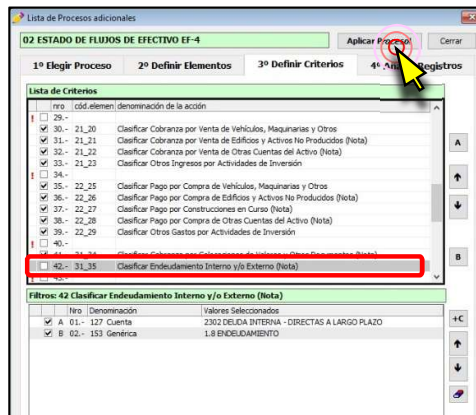 Lista de Procesos adicionales
02 ESTADO DE FLUJOS DE EFECTIVO EF-4
Aplicar Proceso!
Cerrar
1º Elegir Proceso 2º Definir Elementos 3º Definir Criterios 4º Registros
Lista de Criterios
nro cód.elemen denominación de la acción
! 29.-
30.- 21_20 Clasificar Cobranza por Venta de Vehículos, Maquinarias y Otros
31.- 21_21 Clasificar Cobranza por Venta de Edificios y Activos No Producidos (Nota)
32.- 21_22 Clasificar Cobranza por Venta de Otras Cuentas del Activo (Nota)
33.- 21_23 Clasificar Otros Ingresos por Actividades de Inversión
! 34.-
35.- 22_25 Clasificar Pago por Compra de Vehículos, Maquinarias y Otros
36.- 22_26 Clasificar Pago por Compra de Edificios y Activos No Producidos (Nota)
37.- 22_27 Clasificar Pago por Construcciones en Curso (Nota)
38.- 22_28 Clasificar Pago por Compra de Otras Cuentas del Activo (Nota)
39.- 22_29 Clasificar Otros Gastos por Actividades de Inversión
! 40.-
42.- 31_35 Clasificar Endeudamiento Interno y/o Externo (Nota)
A
B
Filtros: 42 Clasificar Endeudamiento Interno y/o Externo (Nota)
Nro Denominación Valores Seleccionados
A 01.- 127 Cuenta 2302 DEUDA INTERNA - DIRECTAS A LARGO PLAZO
B 02.- 153 Genérica 1.8 ENDEUDAMIENTO
+C